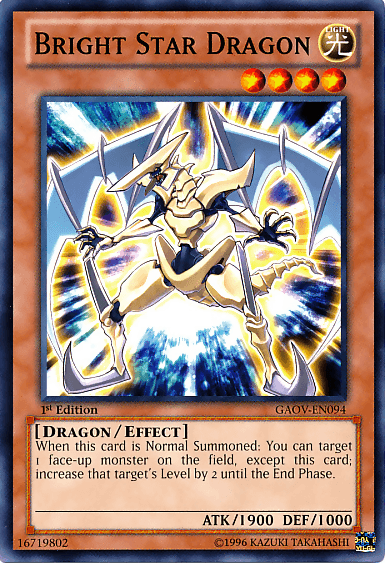 Bright Star Dragon
LIGHT
光
1st Edition
GAOV-EN094
[Dragon/Effect]
When this card is Normal Summoned: You can target
1 face-up monster on the field, except this card;
increase that target's Level by 2 until the End Phase.
ATK/1900 DEF/1000
16719802
©1996 KAZUKI TAKAHASHI